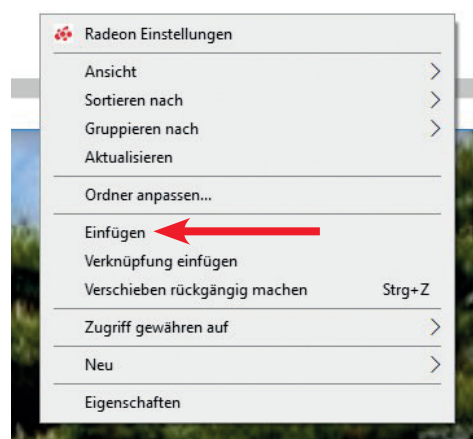 Radeon Einstellungen
Ansicht
Sortieren nach
Gruppieren nach
Aktualisieren
Ordner anpassen...
Einfügen
Verknüpfung einfügen
Verschieben rückgängig machen Strg+Z
Zugriff gewähren auf
Neu
Eigenschaften